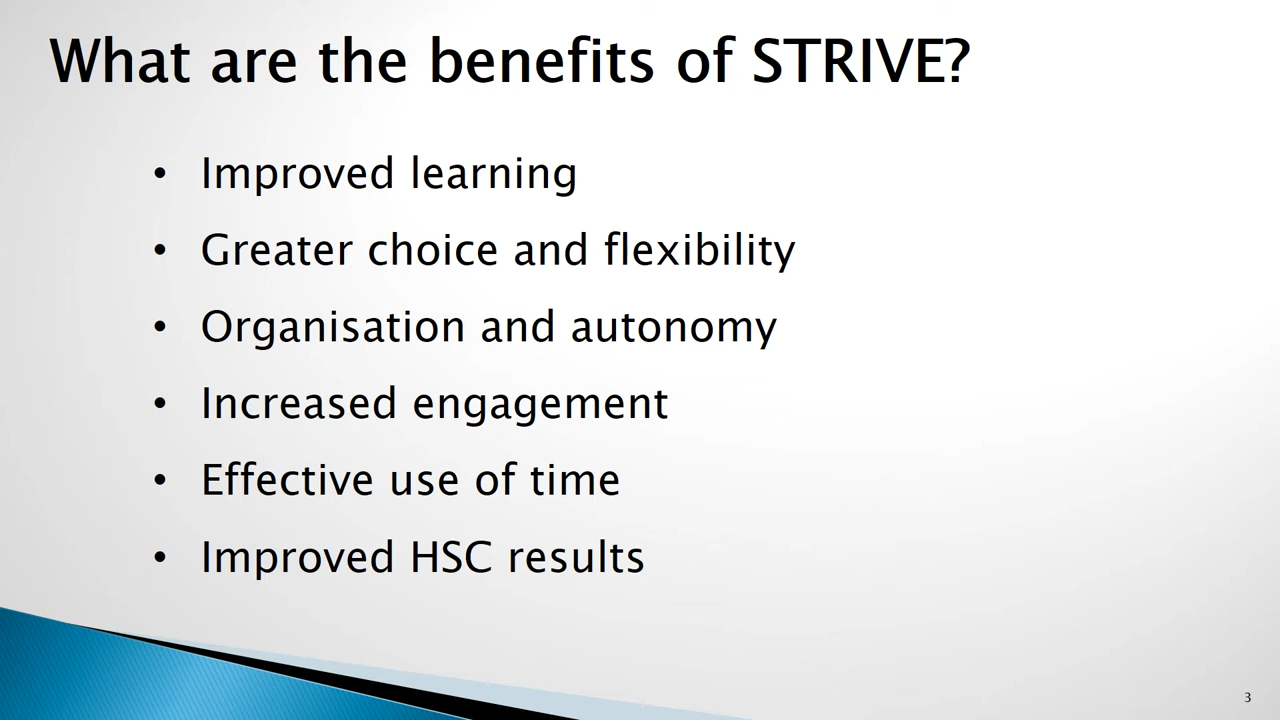 What are the benefits of STRIVE?
• Improved learning
• Greater choice and flexibility
• Organisation and autonomy
• Increased engagement
• Effective use of time
• Improved HSC results
3